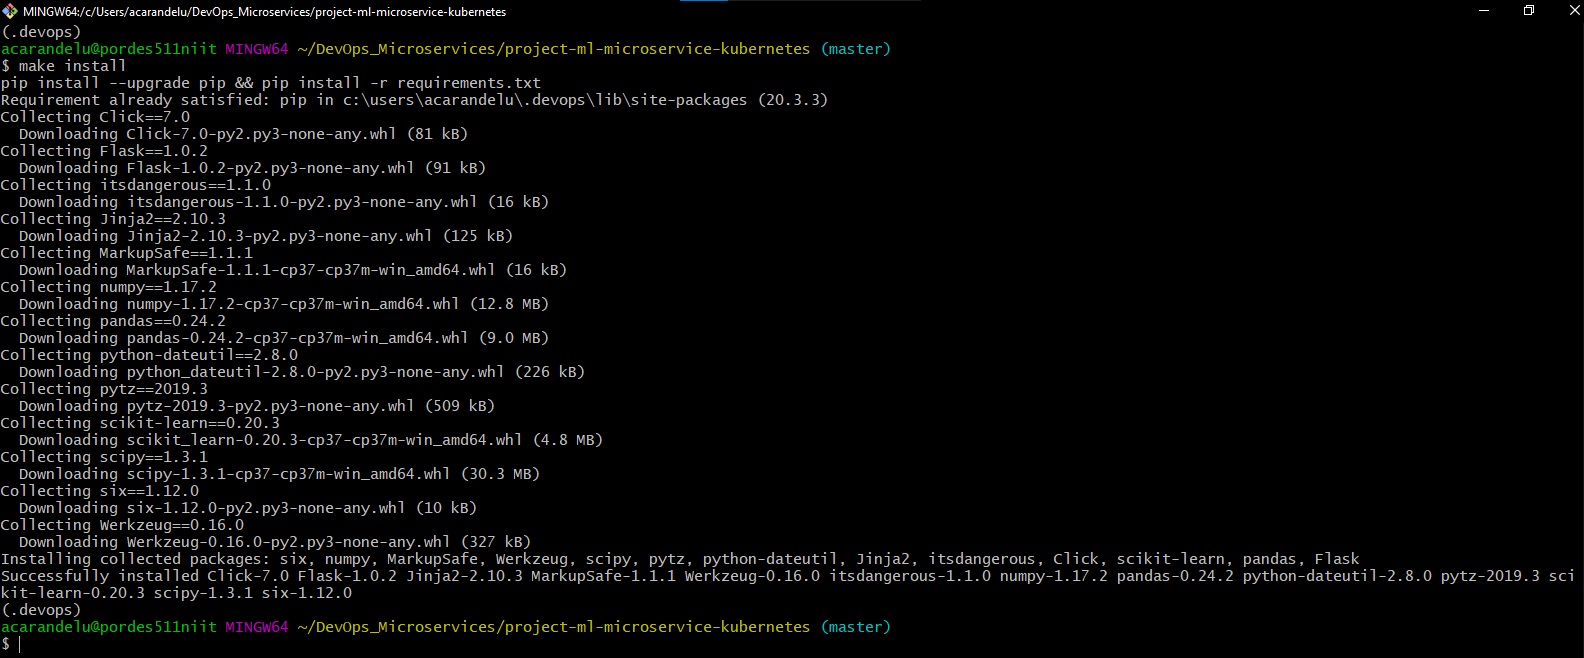 MINGW64:/c/Users/acarandelu/DevOps_Microservices/project-ml-microservice-kubernetes
(.devops)
acarandelu@pordes511niit MINGW64 ~/DevOps_Microservices/project-ml-microservice-kubernetes (master)
$ make install
pip install --upgrade pip && pip install -r requirements.txt
Requirement already satisfied: pip in c:\users\acarandelu\.devops\lib\site-packages (20.3.3)
Collecting Click==7.0
  Downloading Click-7.0-py2.py3-none-any.whl (81 kB)
Collecting Flask==1.0.2
  Downloading Flask-1.0.2-py2.py3-none-any.whl (91 kB)
Collecting itsdangerous==1.1.0
  Downloading itsdangerous-1.1.0-py2.py3-none-any.whl (16 kB)
Collecting Jinja2==2.10.3
  Downloading Jinja2-2.10.3-py2.py3-none-any.whl (125 kB)
Collecting MarkupSafe==1.1.1
  Downloading MarkupSafe-1.1.1-cp37-cp37m-win_amd64.whl (16 kB)
Collecting numpy==1.17.2
  Downloading numpy-1.17.2-cp37-cp37m-win_amd64.whl (12.8 MB)
Collecting pandas==0.24.2
  Downloading pandas-0.24.2-cp37-cp37m-win_amd64.whl (9.0 MB)
Collecting python-dateutil==2.8.0
  Downloading python_dateutil-2.8.0-py2.py3-none-any.whl (226 kB)
Collecting pytz==2019.3
  Downloading pytz-2019.3-py2.py3-none-any.whl (509 kB)
Collecting scikit-learn==0.20.3
  Downloading scikit_learn-0.20.3-cp37-cp37m-win_amd64.whl (4.8 MB)
Collecting scipy==1.3.1
  Downloading scipy-1.3.1-cp37-cp37m-win_amd64.whl (30.3 MB)
Collecting six==1.12.0
  Downloading six-1.12.0-py2.py3-none-any.whl (10 kB)
Collecting Werkzeug==0.16.0
  Downloading Werkzeug-0.16.0-py2.py3-none-any.whl (327 kB)
Installing collected packages: six, numpy, MarkupSafe, Werkzeug, scipy, pytz, python-dateutil, Jinja2, itsdangerous, Click, scikit-learn, pandas, Flask
Successfully installed Click-7.0 Flask-1.0.2 Jinja2-2.10.3 MarkupSafe-1.1.1 Werkzeug-0.16.0 itsdangerous-1.1.0 numpy-1.17.2 pandas-0.24.2 python-dateutil-2.8.0 pytz-2019.3 sci
kit-learn-0.20.3 scipy-1.3.1 six-1.12.0
(.devops)
acarandelu@pordes511niit MINGW64 ~/DevOps_Microservices/project-ml-microservice-kubernetes (master)
$